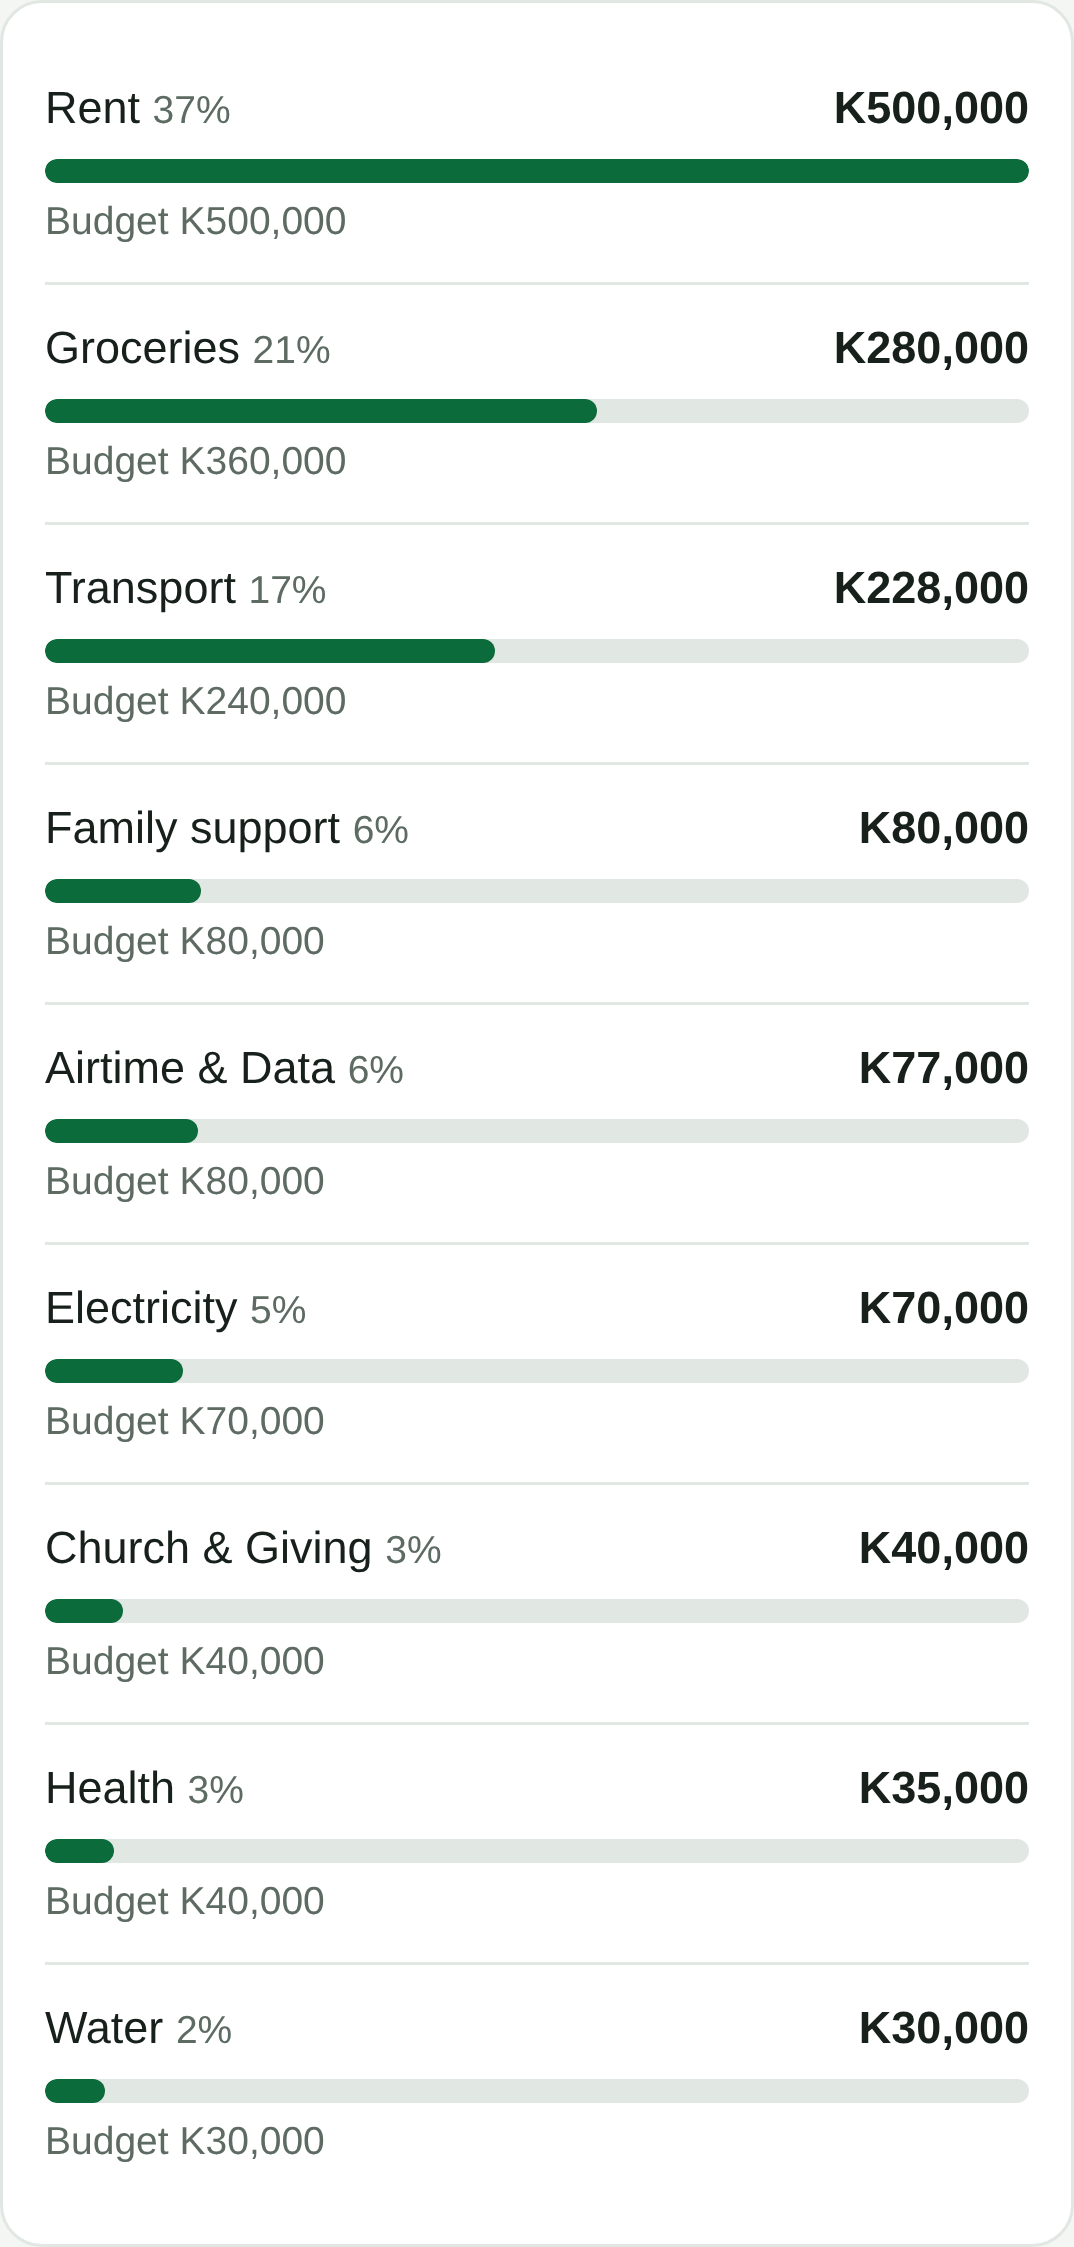 Rent 37% K500,000
Budget K500,000
Groceries 21% K280,000
Budget K360,000
Transport 17% K228,000
Budget K240,000
Family support 6% K80,000
Budget K80,000
Airtime & Data 6% K77,000
Budget K80,000
Electricity 5% K70,000
Budget K70,000
Church & Giving 3% K40,000
Budget K40,000
Health 3% K35,000
Budget K40,000
Water 2% K30,000
Budget K30,000